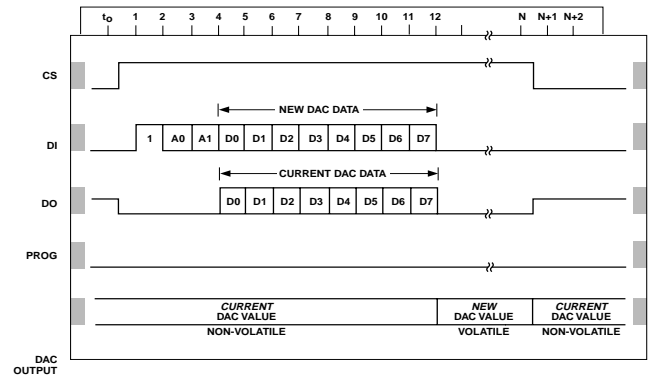 to 1 2 3 4 5 6 7 8 9 10 11 12 N N+1 N+2
CS
NEW DAC DATA
DI 1 A0 A1 D0 D1 D2 D3 D4 D5 D6 D7
CURRENT DAC DATA
DO D0 D1 D2 D3 D4 D5 D6 D7
PROG
CURRENT NEW CURRENT
DAC VALUE DAC VALUE DAC VALUE
NON-VOLATILE VOLATILE NON-VOLATILE
DAC
OUTPUT